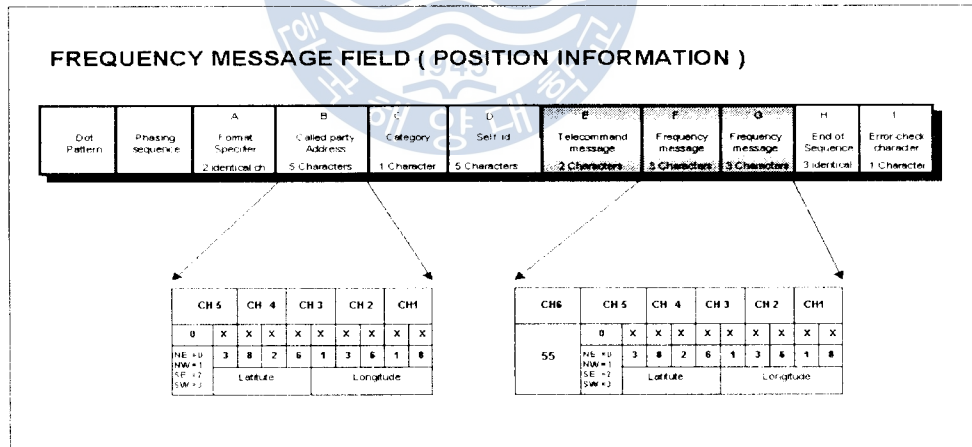 FREQUENCY MESSAGE FIELD ( POSITION INFORMATION )
1945
A B C D E F G H I
Dot Pattern Phasing sequence Format Specifier Called party Address Category Self id Telecommand message Frequency message Frequency message End of Sequence Error-check character
2 identical ch 5 Characters 1 Character 5 Characters 2 Characters 3 Characters 3 Characters 3 identical 1 Character
CH 5 CH 4 CH 3 CH 2 CH1
0 X X X X X X X X X
NE =0 NW=1 SE =2 SW=3 3 8 2 6 1 3 6 1 8
Latitute Longitude
CH6 CH 5 CH 4 CH 3 CH 2 CH1
0 X X X X X X X X X
55 NE =0 NW=1 SE =2 SW=3 3 8 2 6 1 3 6 1 8
Latitute Longitude